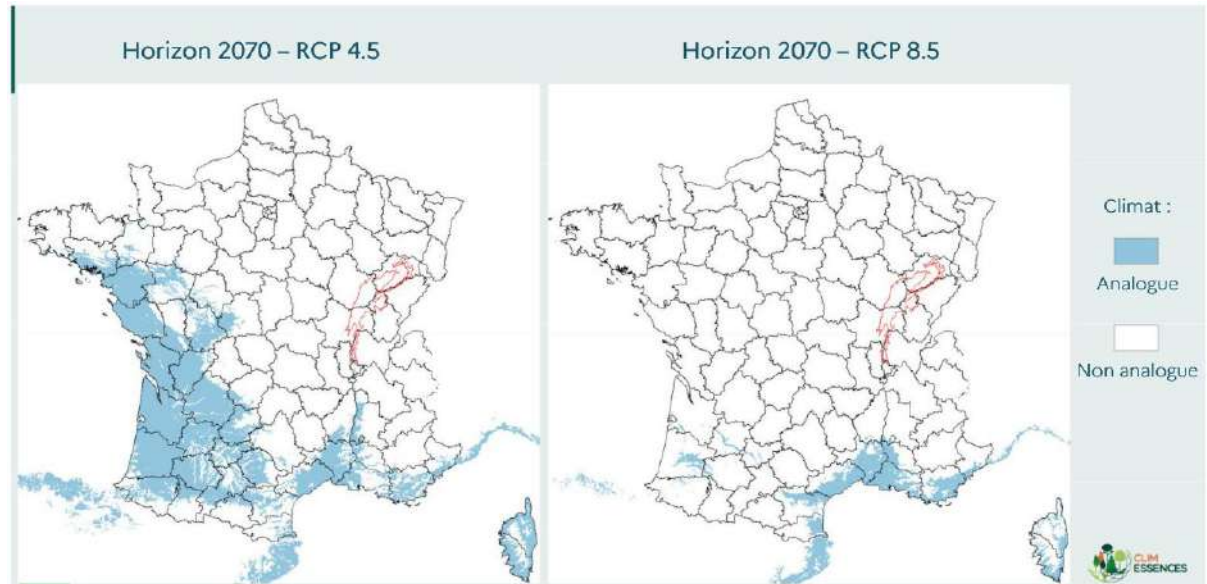 Horizon 2070 – RCP 4.5
Horizon 2070 – RCP 8.5
Climat :
Analogue
Non analogue
CLIM
ESSENCES